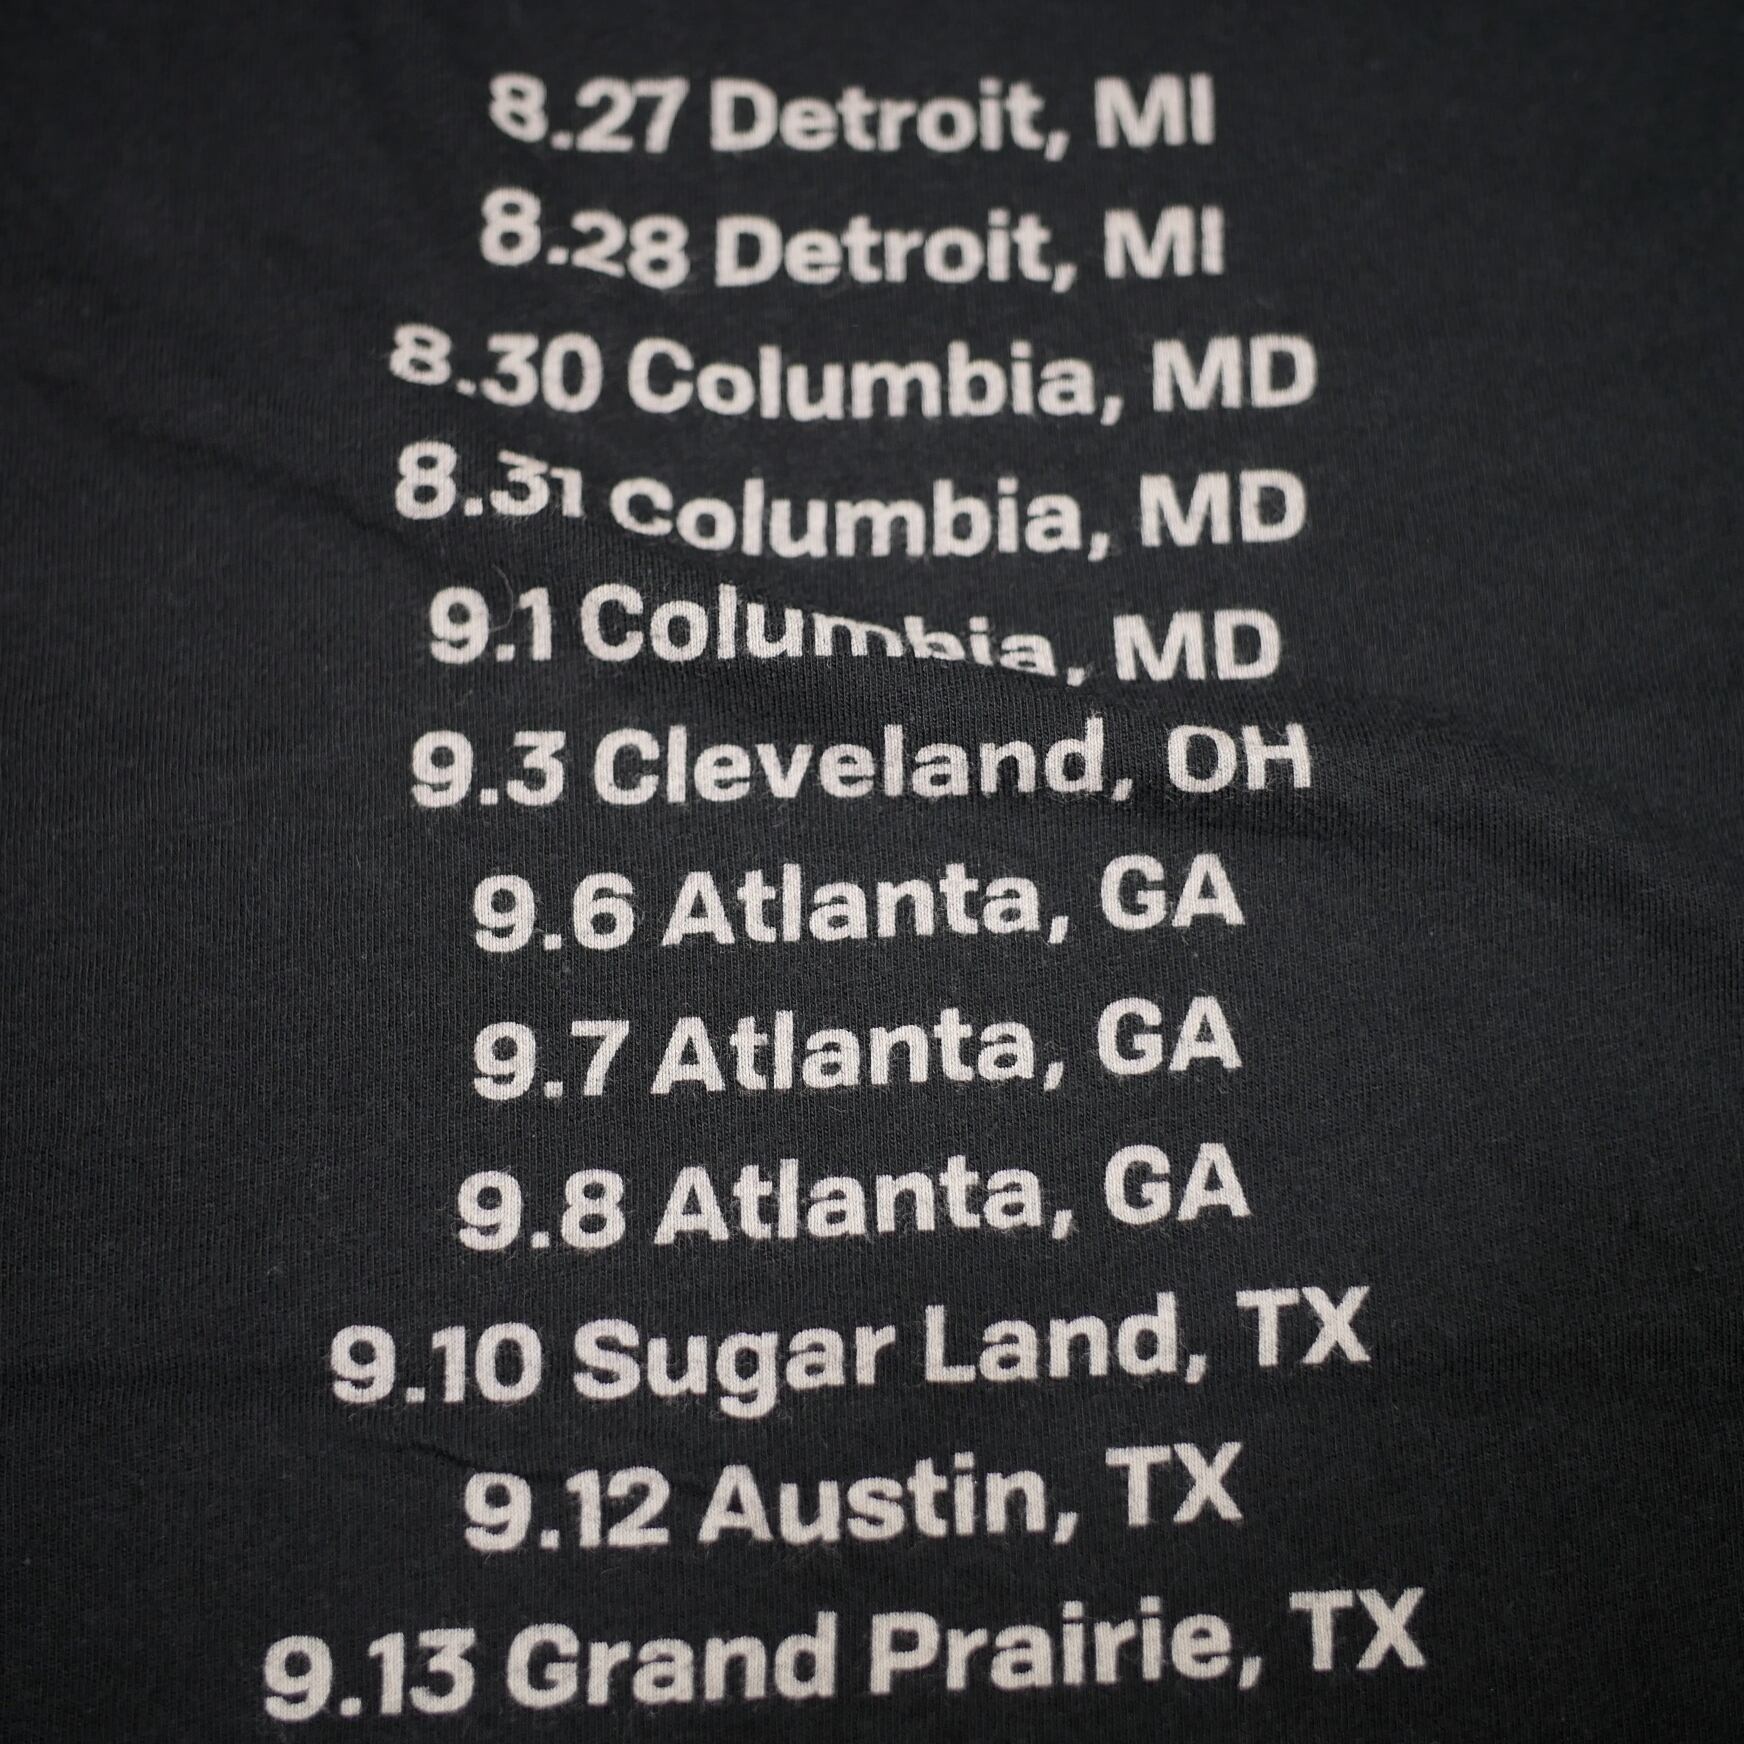 8.27 Detroit, MI
8.28 Detroit, MI
8.30 Columbia, MD
8.31 Columbia, MD
9.1 Columbia, MD
9.3 Cleveland, OH
9.6 Atlanta, GA
9.7 Atlanta, GA
9.8 Atlanta, GA
9.10 Sugar Land, TX
9.12 Austin, TX
9.13 Grand Prairie, TX